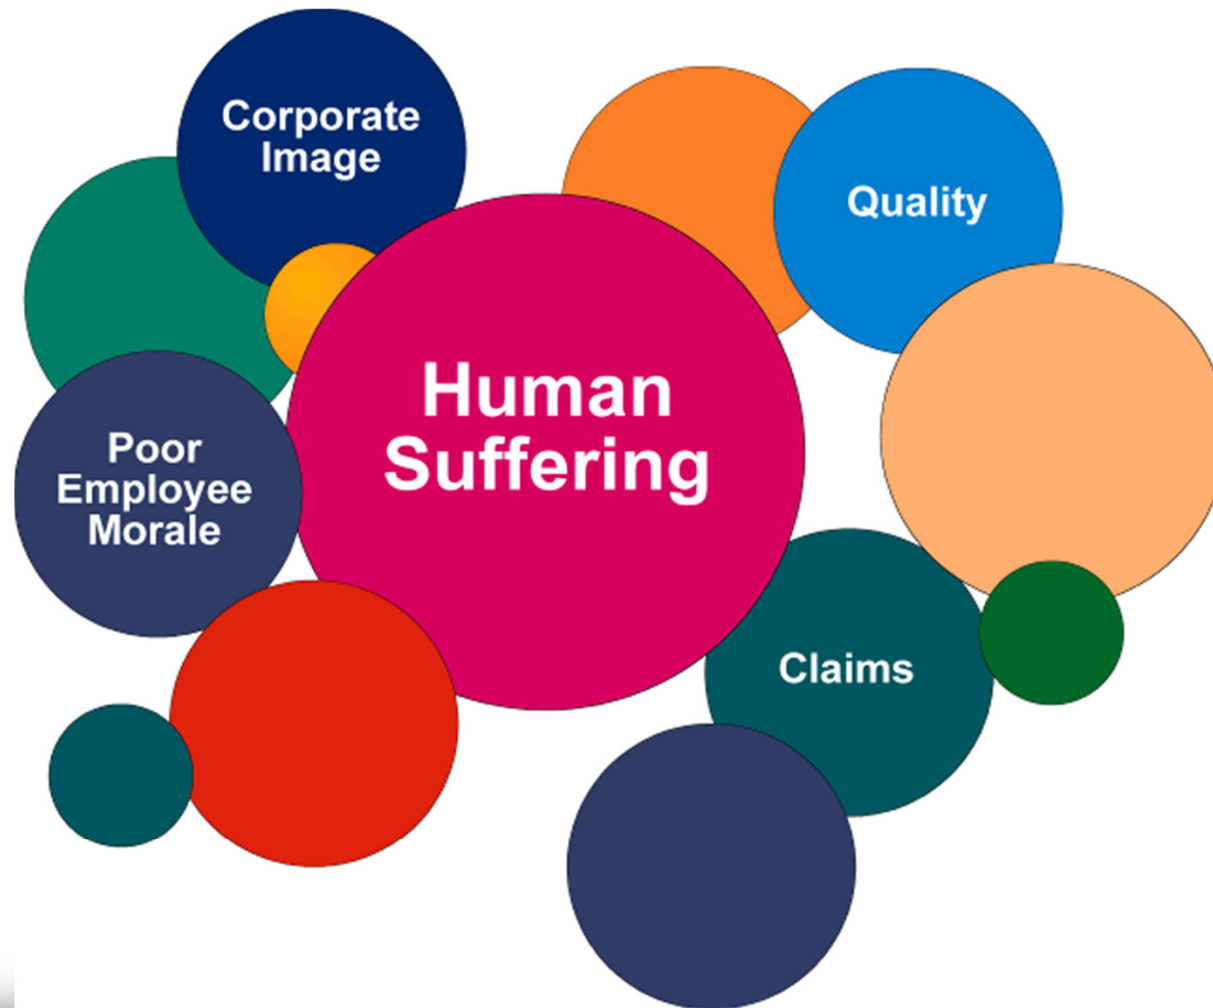 Corporate
Image
Quality
Human
Suffering
Poor
Employee
Morale
Claims